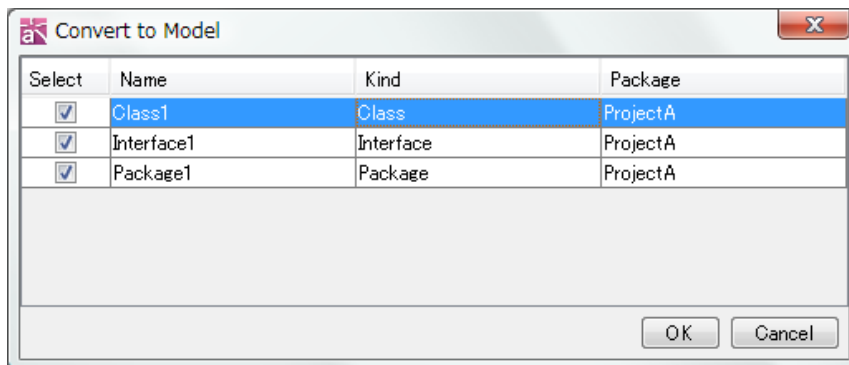 Convert to Model
Select Name Kind Package
Class1 Class ProjectA
Interface1 Interface ProjectA
Package1 Package ProjectA
OK Cancel